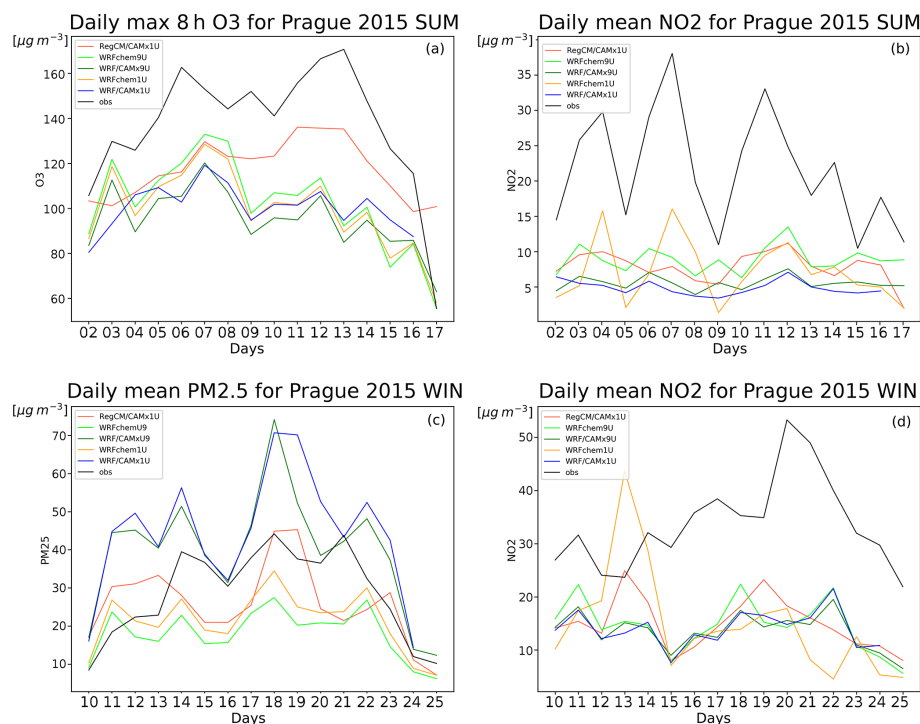 Daily max 8 h O3 for Prague 2015 SUM
[µg m⁻³]
(a)
RegCM/CAMx1U
WRFchem9U
WRF/CAMx9U
WRFchem1U
WRF/CAMx1U
obs
160
140
120
100
80
60
O3
02 03 04 05 06 07 08 09 10 11 12 13 14 15 16 17
Days
Daily mean NO2 for Prague 2015 SUM
[µg m⁻³]
(b)
RegCM/CAMx1U
WRFchem9U
WRF/CAMx9U
WRFchem1U
WRF/CAMx1U
obs
35
30
25
20
15
10
5
NO2
02 03 04 05 06 07 08 09 10 11 12 13 14 15 16 17
Days
Daily mean PM2.5 for Prague 2015 WIN
[µg m⁻³]
(c)
RegCM/CAMx1U
WRFchemU9
WRF/CAMxU9
WRFchem1U
WRF/CAMx1U
obs
70
60
50
40
30
20
10
PM25
10 11 12 13 14 15 16 17 18 19 20 21 22 23 24 25
Days
Daily mean NO2 for Prague 2015 WIN
[µg m⁻³]
(d)
RegCM/CAMx1U
WRFchem9U
WRF/CAMx9U
WRFchem1U
WRF/CAMx1U
obs
50
40
30
20
10
NO2
10 11 12 13 14 15 16 17 18 19 20 21 22 23 24 25
Days